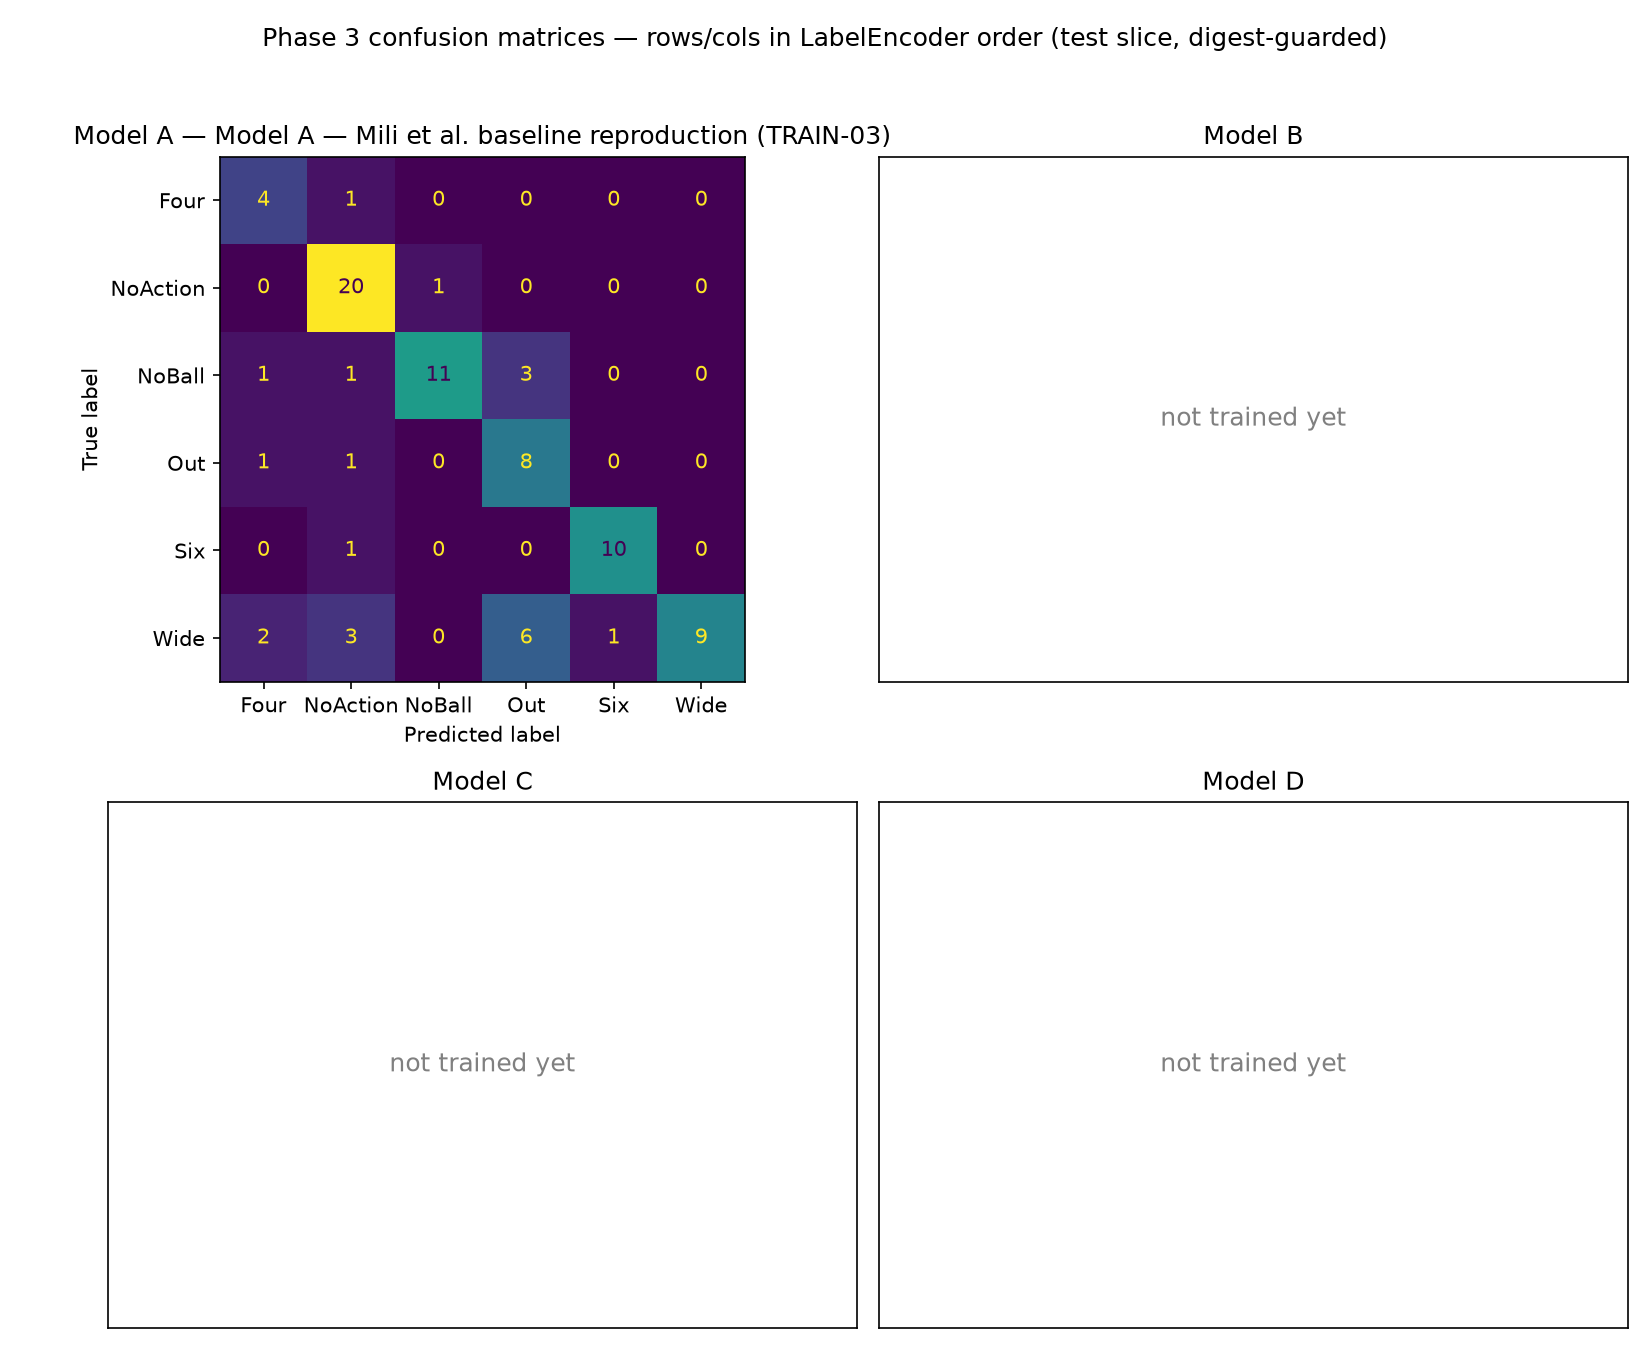 Phase 3 confusion matrices — rows/cols in LabelEncoder order (test slice, digest-guarded)
Model A — Model A — Mili et al. baseline reproduction (TRAIN-03)
Four 4 1 0 0 0 0
NoAction 0 20 1 0 0 0
NoBall 1 1 11 3 0 0
Out 1 1 0 8 0 0
Six 0 1 0 0 10 0
Wide 2 3 0 6 1 9
True label
Four NoAction NoBall Out Six Wide
Predicted label
Model B
not trained yet
Model C
not trained yet
Model D
not trained yet